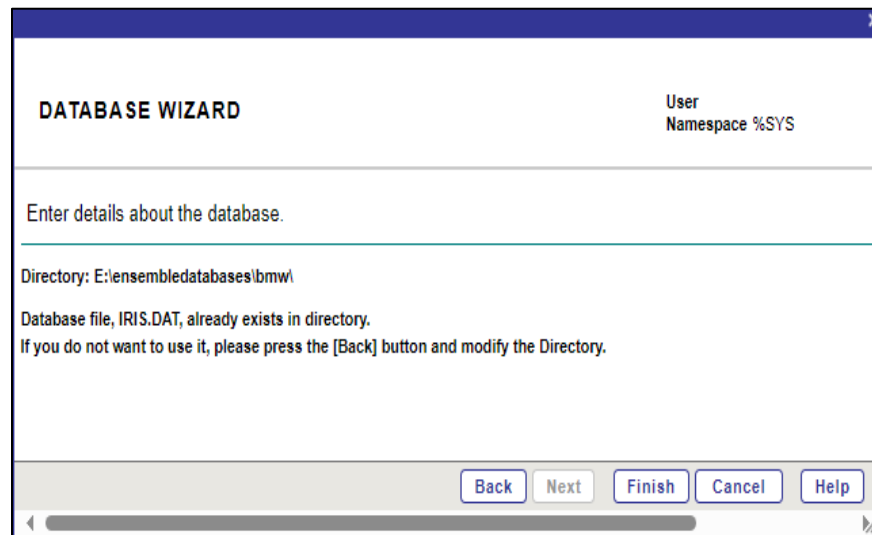 DATABASE WIZARD
User
Namespace %SYS
Enter details about the database.
Directory: E:\ensembledatabases\bmw\
Database file, IRIS.DAT, already exists in directory.
If you do not want to use it, please press the [Back] button and modify the Directory.
Back Next Finish Cancel Help